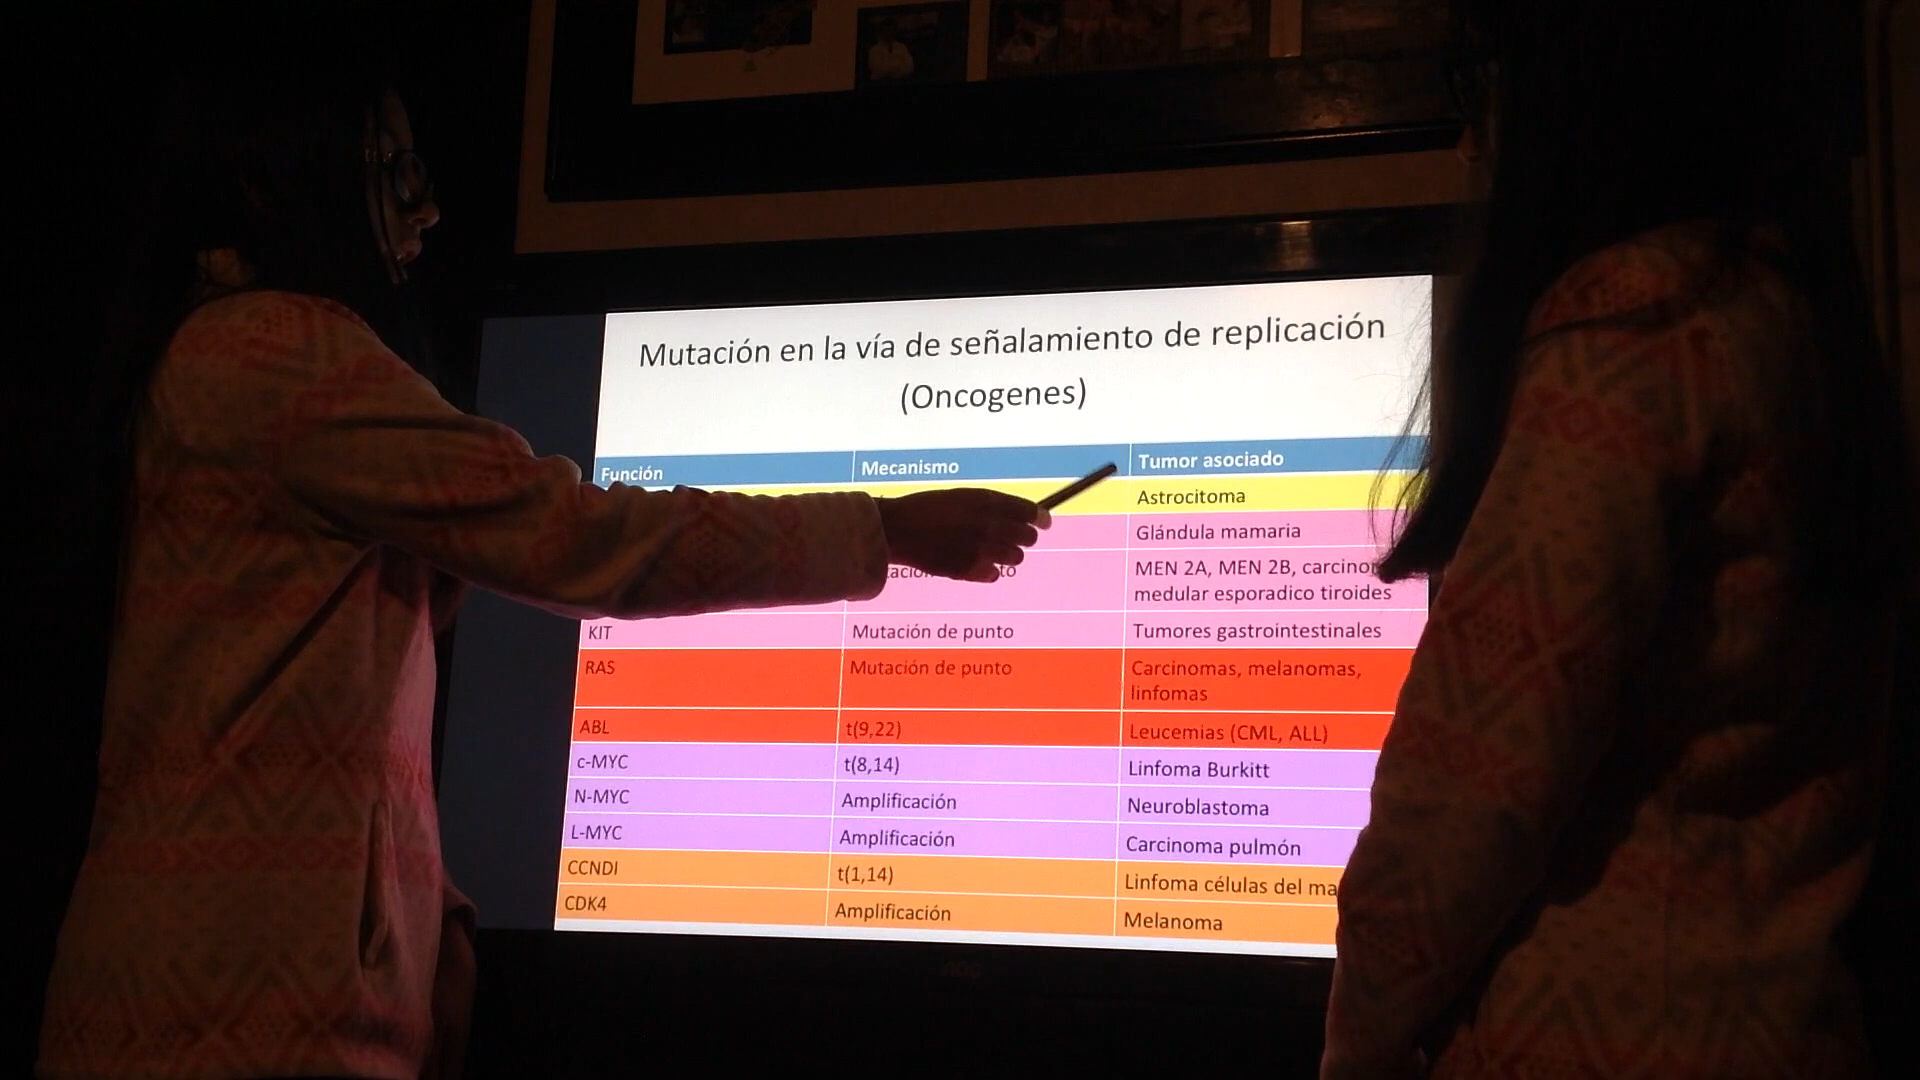 Mutación en la vía de señalamiento de replicación
(Oncogenes)
Función Mecanismo Tumor asociado
Astrocitoma
Glándula mamaria
MEN 2A, MEN 2B,
medular esporadico tiroides
KIT Mutación de punto Tumores gastrointestinales
RAS Mutación de punto Carcinomas, melanomas,
linfomas
ABL t(9,22) Leucemias (CML, ALL)
c-MYC t(8,14) Linfoma Burkitt
N-MYC Amplificación Neuroblastoma
L-MYC Amplificación Carcinoma pulmón
CCNDI t(1,14) Linfoma células del
CDK4 Amplificación Melanoma
AOC